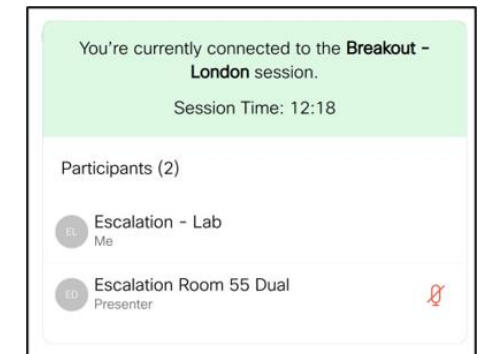 You're currently connected to the Breakout -
London session.
Session Time: 12:18
Participants (2)
EL
Escalation - Lab
Me
ED
Escalation Room 55 Dual
Presenter